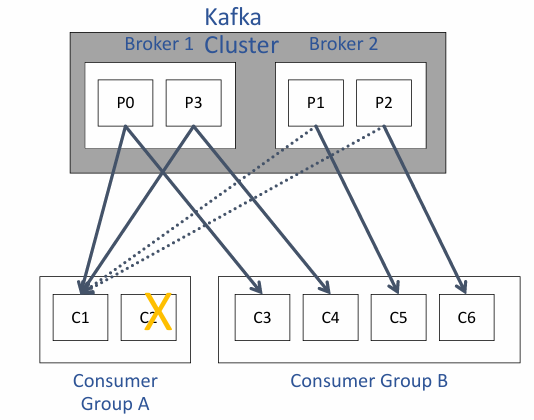 Kafka
Cluster
Broker 1
Broker 2
P0
P3
P1
P2
C1
C2
X
C3
C4
C5
C6
Consumer
Group A
Consumer Group B